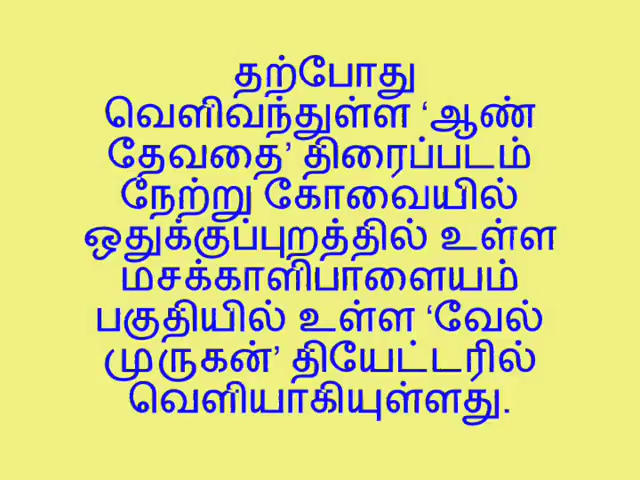 தற்போது
வெளிவந்துள்ள ‘ஆண்
தேவதை’ திரைப்படம்
நேற்று கோவையில்
ஒதுக்குப்புறத்தில் உள்ள
மசக்காளிபாளையம்
பகுதியில் உள்ள ‘வேல்
முருகன்’ தியேட்டரில்
வெளியாகியுள்ளது.